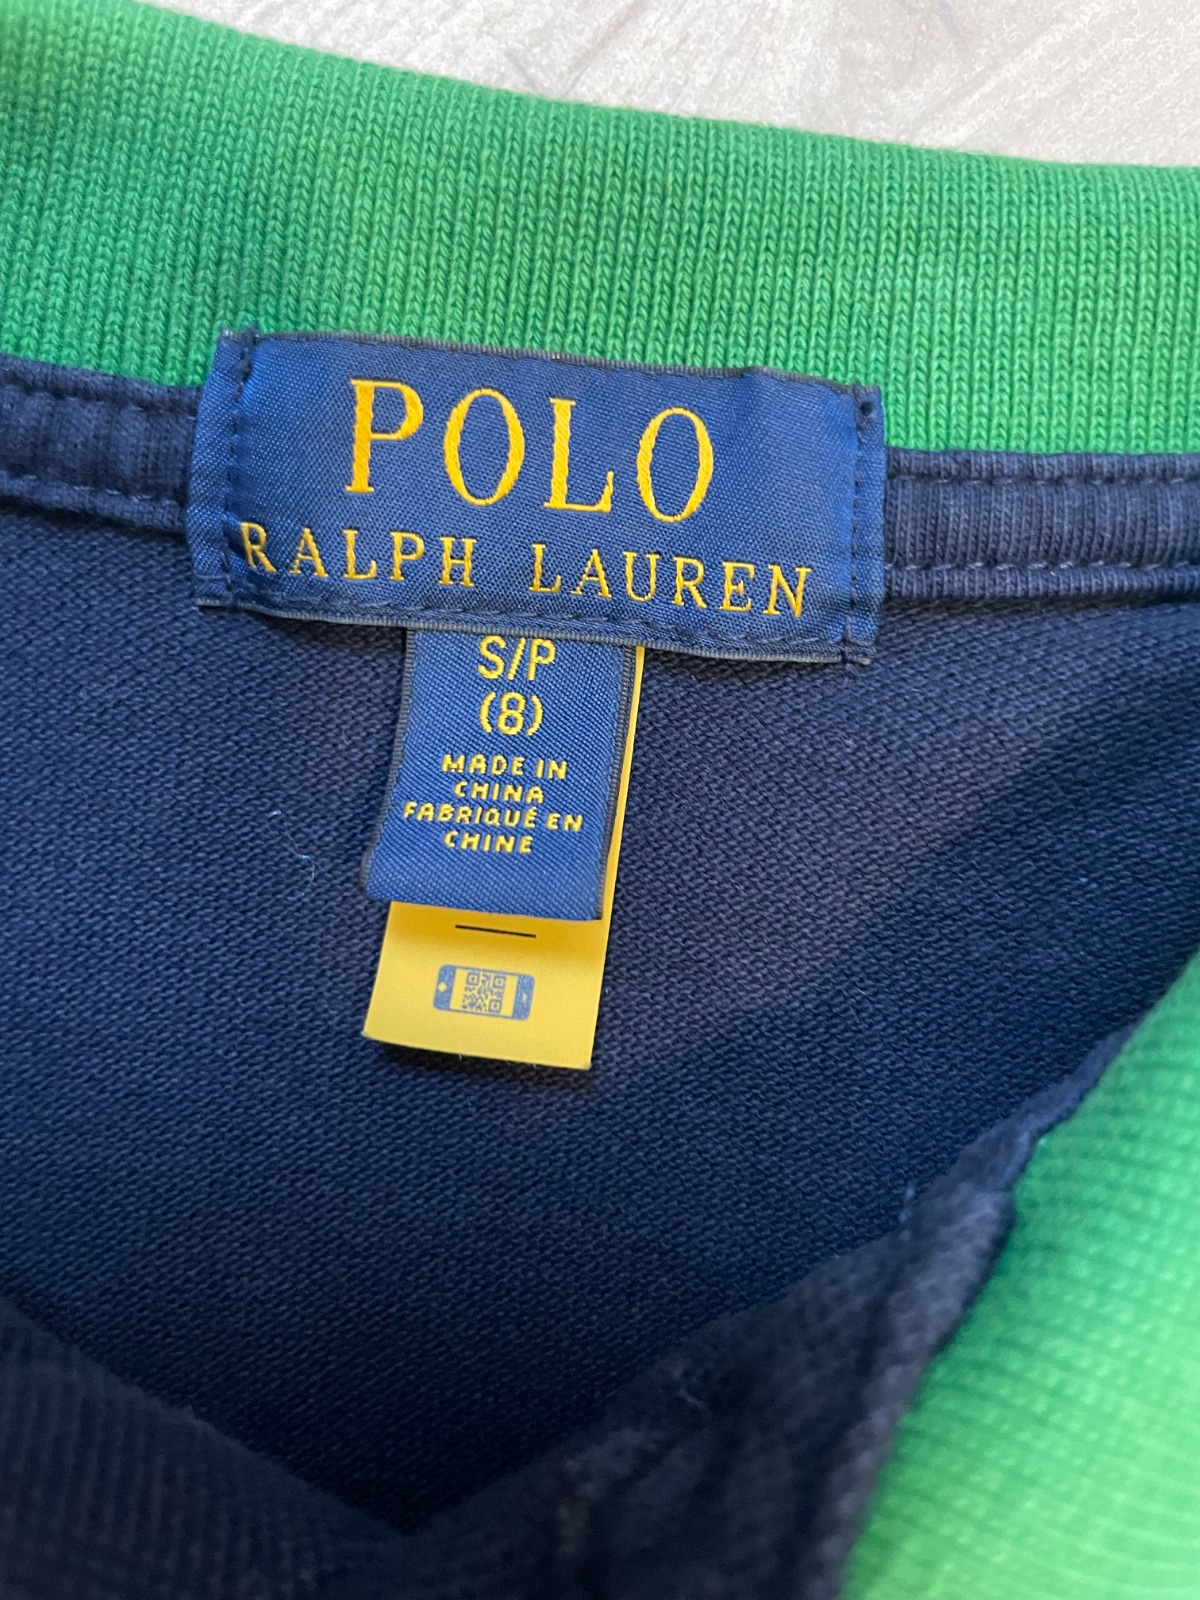 POLO
RALPH LAUREN
S/P
(8)
MADE IN
CHINA
FABRIQUÉ EN
CHINE